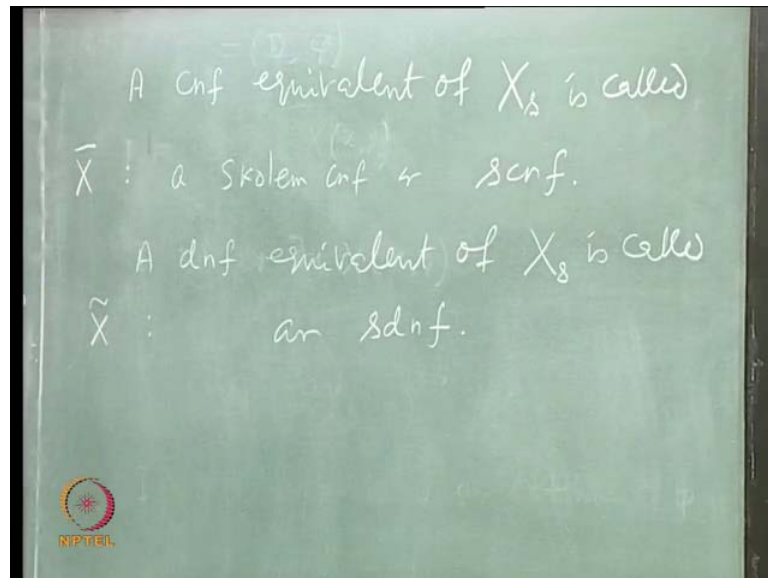 A cnf equivalent of Xs is called
X̄ : a Skolem cnf or scnf.
A dnf equivalent of Xs is called
X̃ : an sdnf.
NPTEL